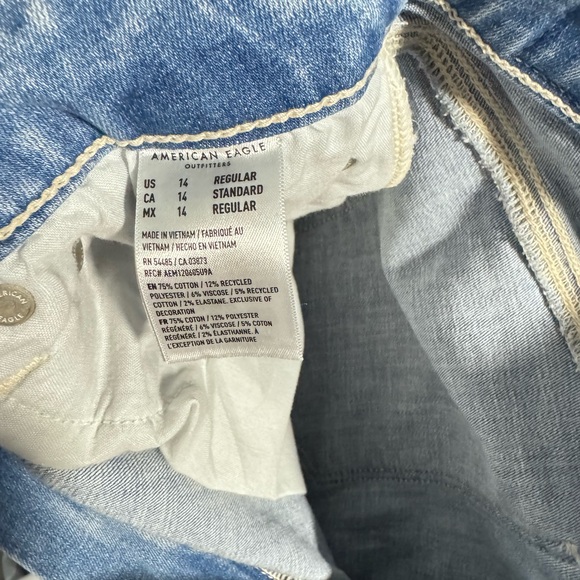 AMERICAN EAGLE
OUTFITTERS
US 14 REGULAR
CA 14 STANDARD
MX 14 REGULAR
MADE IN VIETNAM / FABRIQUÉ AU
VIETNAM / HECHO EN VIETNAM
RN 54485 / CA 03873
RFC# AEM120685U9A
EN 75% COTTON / 12% RECYCLED
POLYESTER / 6% VISCOSE / 5% RECYCLED
COTTON / 2% ELASTANE. EXCLUSIVE OF
DECORATION
FR 75% COTON / 12% POLYESTER
RÉGÉNÉRÉ / 6% VISCOSE / 5% COTON
RÉGÉNÉRÉ / 2% ÉLASTHANNE. À
L'EXCEPTION DE LA GARNITURE
AMERICAN
EAGLE